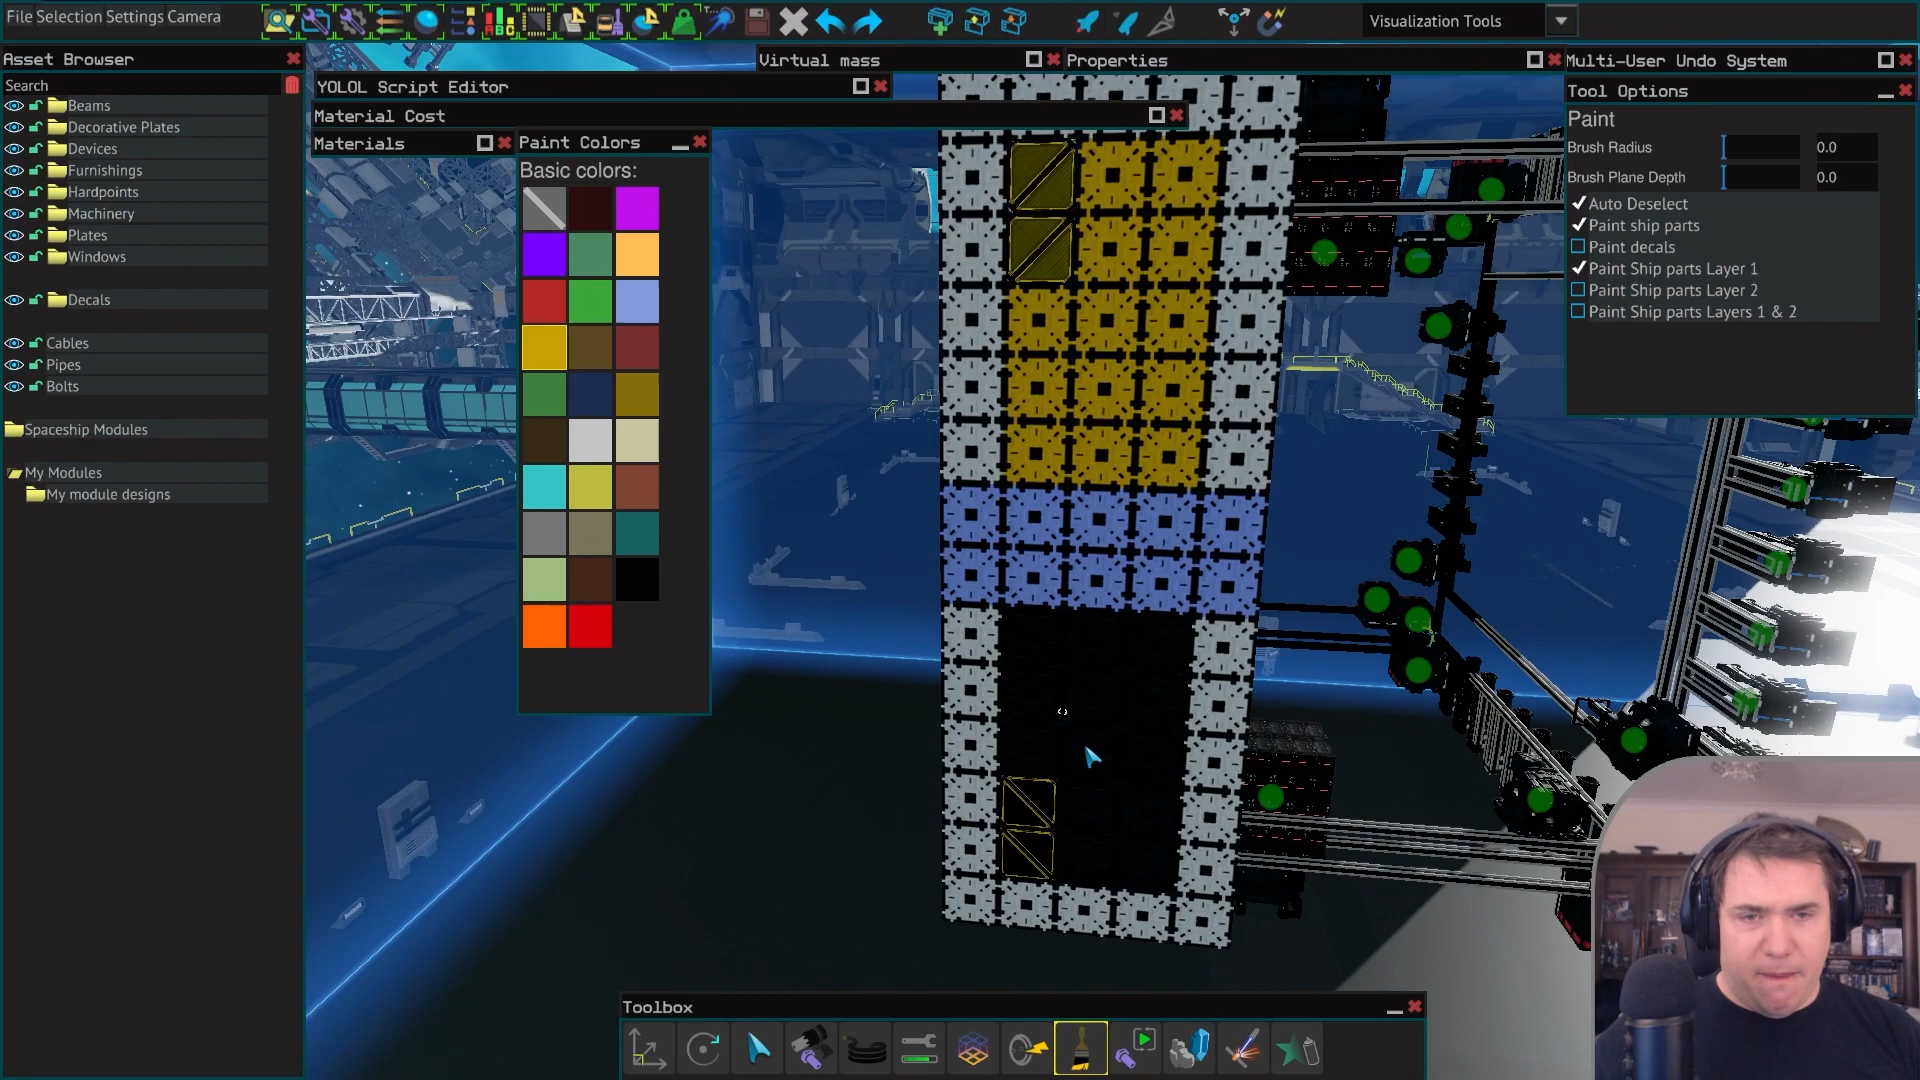 File Selection Settings Camera
Visualization Tools
Asset Browser
Search
Beams
Decorative Plates
Devices
Furnishings
Hardpoints
Machinery
Plates
Windows
Decals
Cables
Pipes
Bolts
Spaceship Modules
My Modules
My module designs
Virtual mass
Properties
YOLOL Script Editor
Material Cost
Materials
Paint Colors
Basic colors:
Multi-User Undo System
Tool Options
Paint
Brush Radius
0.0
Brush Plane Depth
0.0
Auto Deselect
Paint ship parts
Paint decals
Paint Ship parts Layer 1
Paint Ship parts Layer 2
Paint Ship parts Layers 1 & 2
Toolbox